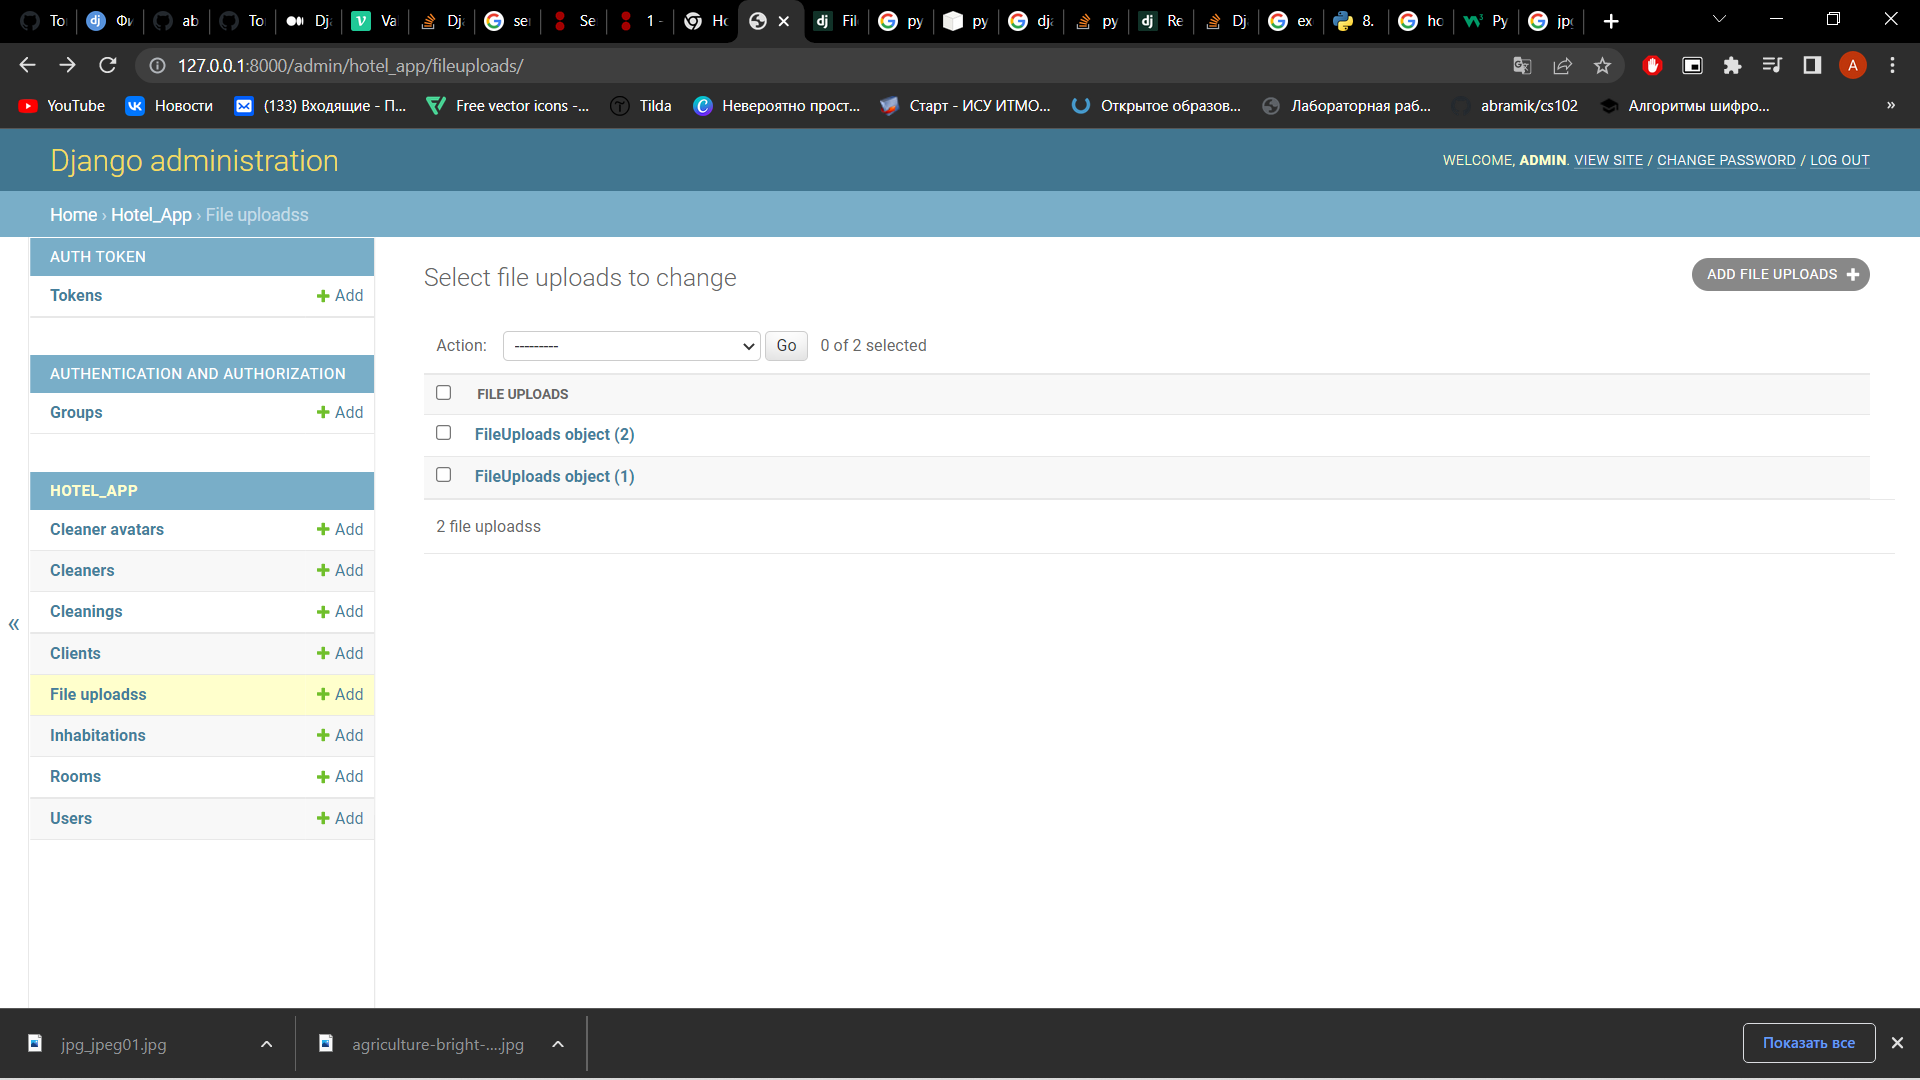 To Фи ab To Dj Va Dj se Se 1 - Ho Fil py py dja py Re Dj ex 8. ho Py jpg
127.0.0.1:8000/admin/hotel_app/fileuploads/ A
YouTube Новости (133) Входящие - П... Free vector icons -... Tilda Невероятно прост... Старт - ИСУ ИТМО... Открытое образов... Лабораторная раб... abramik/cs102 Алгоритмы шифро... »
Django administration
WELCOME, ADMIN. VIEW SITE / CHANGE PASSWORD / LOG OUT
Home › Hotel_App › File uploadss
AUTH TOKEN
Tokens Add
AUTHENTICATION AND AUTHORIZATION
Groups Add
HOTEL_APP
Cleaner avatars Add
Cleaners Add
Cleanings Add
Clients Add
File uploadss Add
Inhabitations Add
Rooms Add
Users Add
«
Select file uploads to change
ADD FILE UPLOADS
Action: --------- Go 0 of 2 selected
FILE UPLOADS
FileUploads object (2)
FileUploads object (1)
2 file uploadss
jpg_jpeg01.jpg agriculture-bright-....jpg Показать все